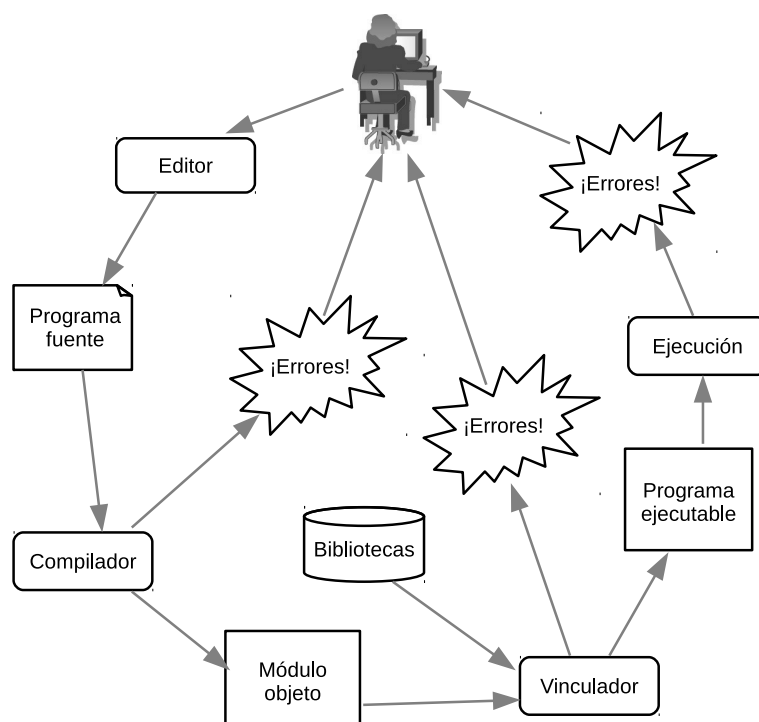 Editor
¡Errores!
Programa
fuente
¡Errores!
Ejecución
¡Errores!
Programa
ejecutable
Bibliotecas
Compilador
Módulo
objeto
Vinculador